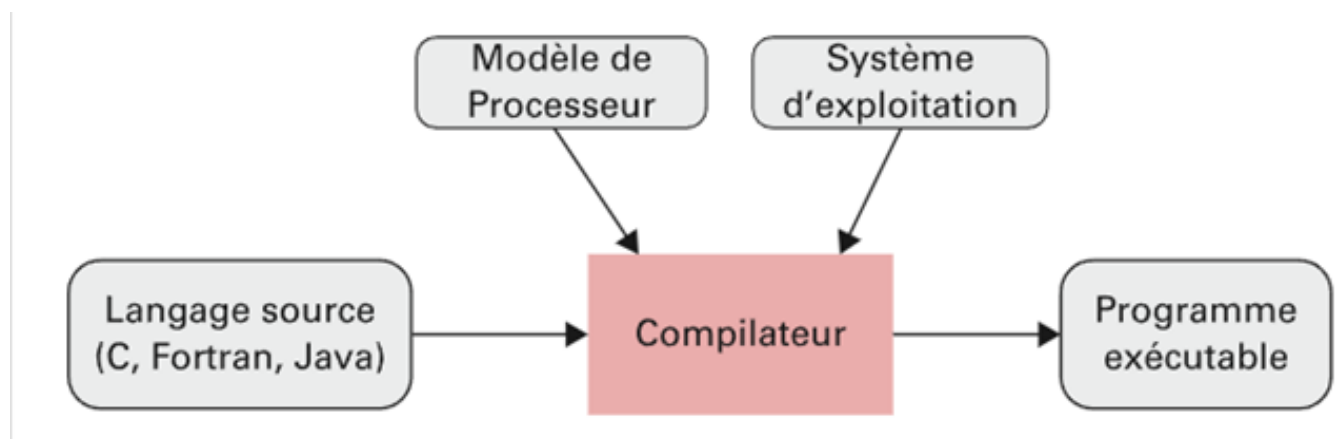 Modèle de
Processeur
Système
d'exploitation
Langage source
(C, Fortran, Java)
Compilateur
Programme
exécutable